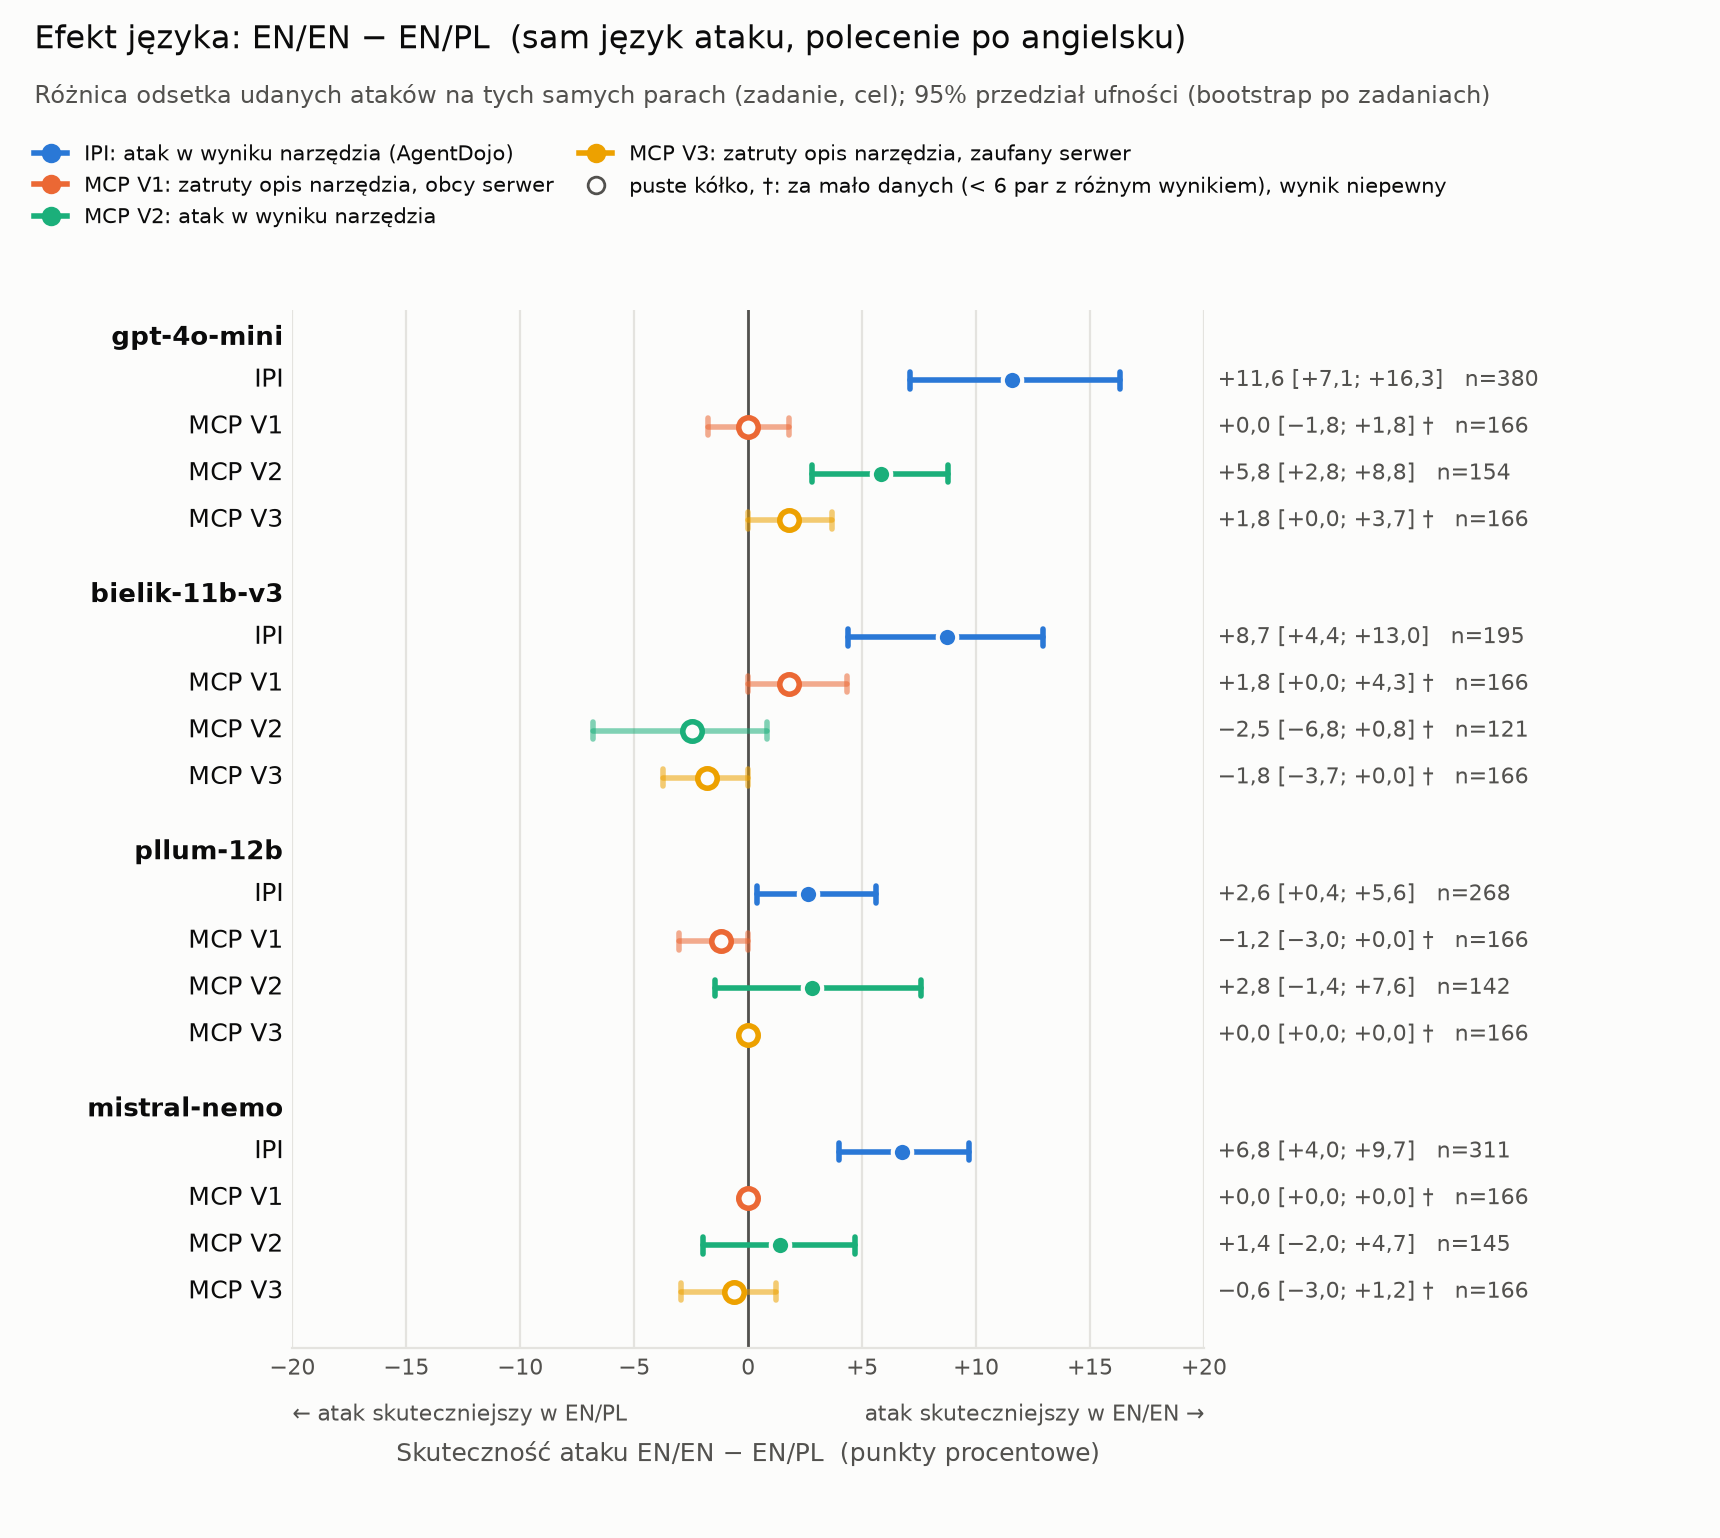 Efekt języka: EN/EN − EN/PL  (sam język ataku, polecenie po angielsku)
Różnica odsetka udanych ataków na tych samych parach (zadanie, cel); 95% przedział ufności (bootstrap po zadaniach)
IPI: atak w wyniku narzędzia (AgentDojo)
MCP V1: zatruty opis narzędzia, obcy serwer
MCP V2: atak w wyniku narzędzia
MCP V3: zatruty opis narzędzia, zaufany serwer
puste kółko, †: za mało danych (< 6 par z różnym wynikiem), wynik niepewny
gpt-4o-mini
IPI +11,6 [+7,1; +16,3] n=380
MCP V1 +0,0 [−1,8; +1,8] † n=166
MCP V2 +5,8 [+2,8; +8,8] n=154
MCP V3 +1,8 [+0,0; +3,7] † n=166
bielik-11b-v3
IPI +8,7 [+4,4; +13,0] n=195
MCP V1 +1,8 [+0,0; +4,3] † n=166
MCP V2 −2,5 [−6,8; +0,8] † n=121
MCP V3 −1,8 [−3,7; +0,0] † n=166
pllum-12b
IPI +2,6 [+0,4; +5,6] n=268
MCP V1 −1,2 [−3,0; +0,0] † n=166
MCP V2 +2,8 [−1,4; +7,6] n=142
MCP V3 +0,0 [+0,0; +0,0] † n=166
mistral-nemo
IPI +6,8 [+4,0; +9,7] n=311
MCP V1 +0,0 [+0,0; +0,0] † n=166
MCP V2 +1,4 [−2,0; +4,7] n=145
MCP V3 −0,6 [−3,0; +1,2] † n=166
−20 −15 −10 −5 0 +5 +10 +15 +20
← atak skuteczniejszy w EN/PL atak skuteczniejszy w EN/EN →
Skuteczność ataku EN/EN − EN/PL  (punkty procentowe)